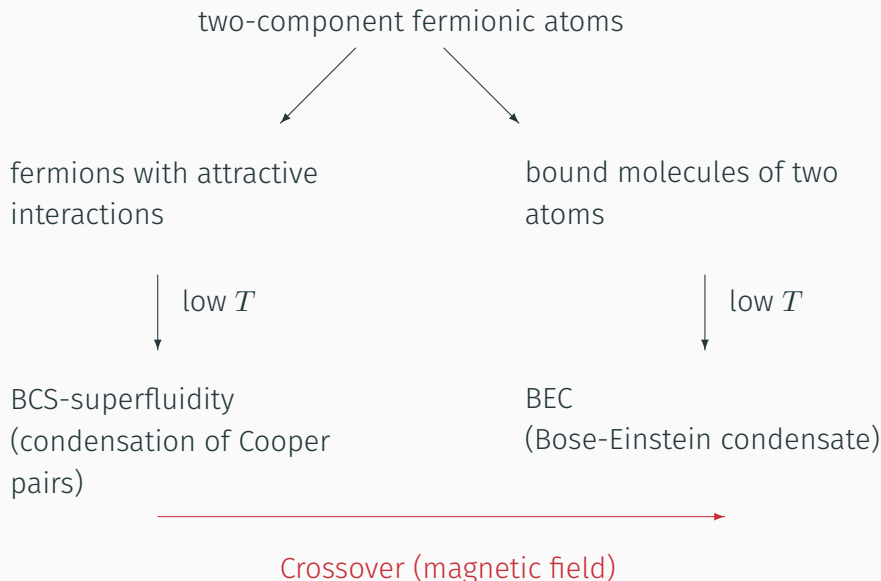 two-component fermionic atoms
fermions with attractive
interactions
bound molecules of two
atoms
low T
low T
BCS-superfluidity
(condensation of Cooper
pairs)
BEC
(Bose-Einstein condensate)
Crossover (magnetic field)